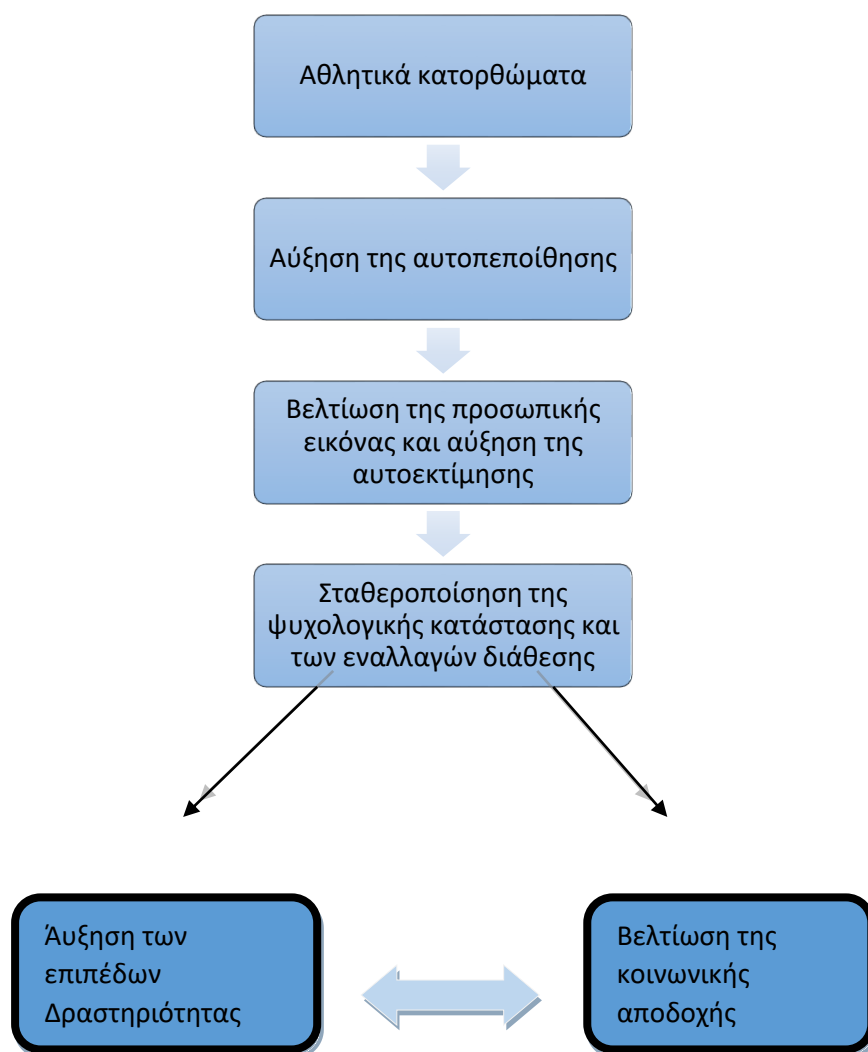 Αθλητικά κατορθώματα
Αύξηση της αυτοπεποίθησης
Βελτίωση της προσωπικής
εικόνας και αύξηση της
αυτοεκτίμησης
Σταθεροποίσηση της
ψυχολογικής κατάστασης και
των εναλλαγών διάθεσης
Άυξηση των
επιπέδων
Δραστηριότητας
Βελτίωση της
κοινωνικής
αποδοχής